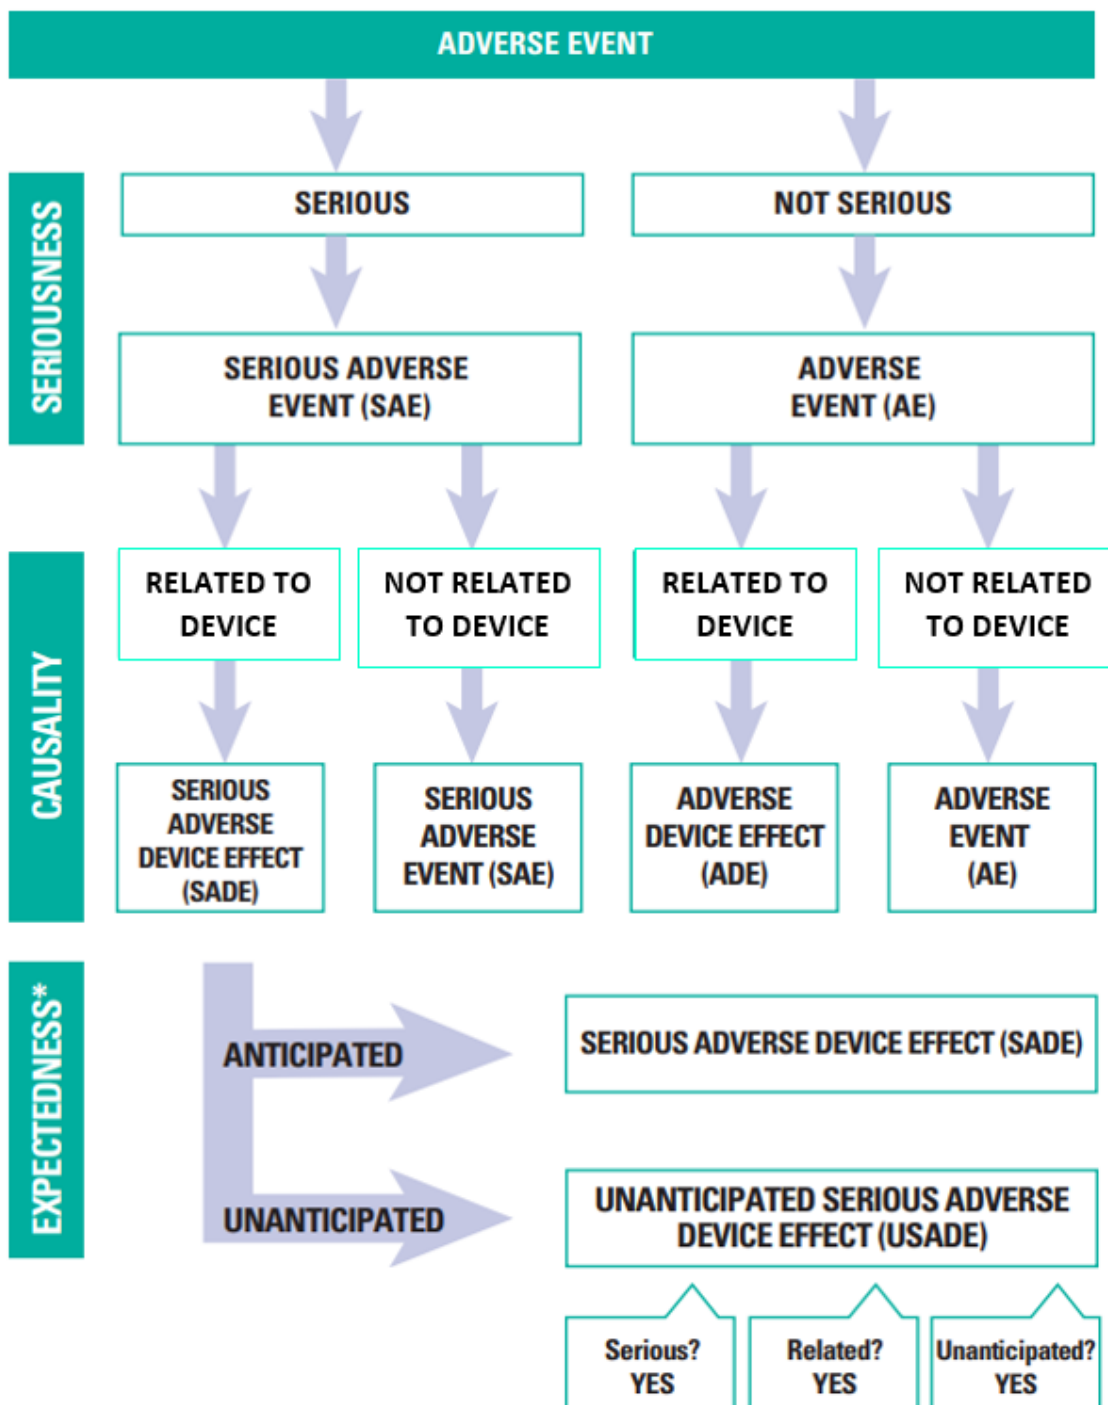 ADVERSE EVENT
SERIOUSNESS
SERIOUS
NOT SERIOUS
SERIOUS ADVERSE
EVENT (SAE)
ADVERSE
EVENT (AE)
CAUSALITY
RELATED TO
DEVICE
NOT RELATED
TO DEVICE
RELATED TO
DEVICE
NOT RELATED
TO DEVICE
SERIOUS
ADVERSE
DEVICE EFFECT
(SADE)
SERIOUS
ADVERSE
EVENT (SAE)
ADVERSE
DEVICE EFFECT
(ADE)
ADVERSE
EVENT
(AE)
EXPECTEDNESS*
ANTICIPATED
SERIOUS ADVERSE DEVICE EFFECT (SADE)
UNANTICIPATED
UNANTICIPATED SERIOUS ADVERSE
DEVICE EFFECT (USADE)
Serious?
YES
Related?
YES
Unanticipated?
YES